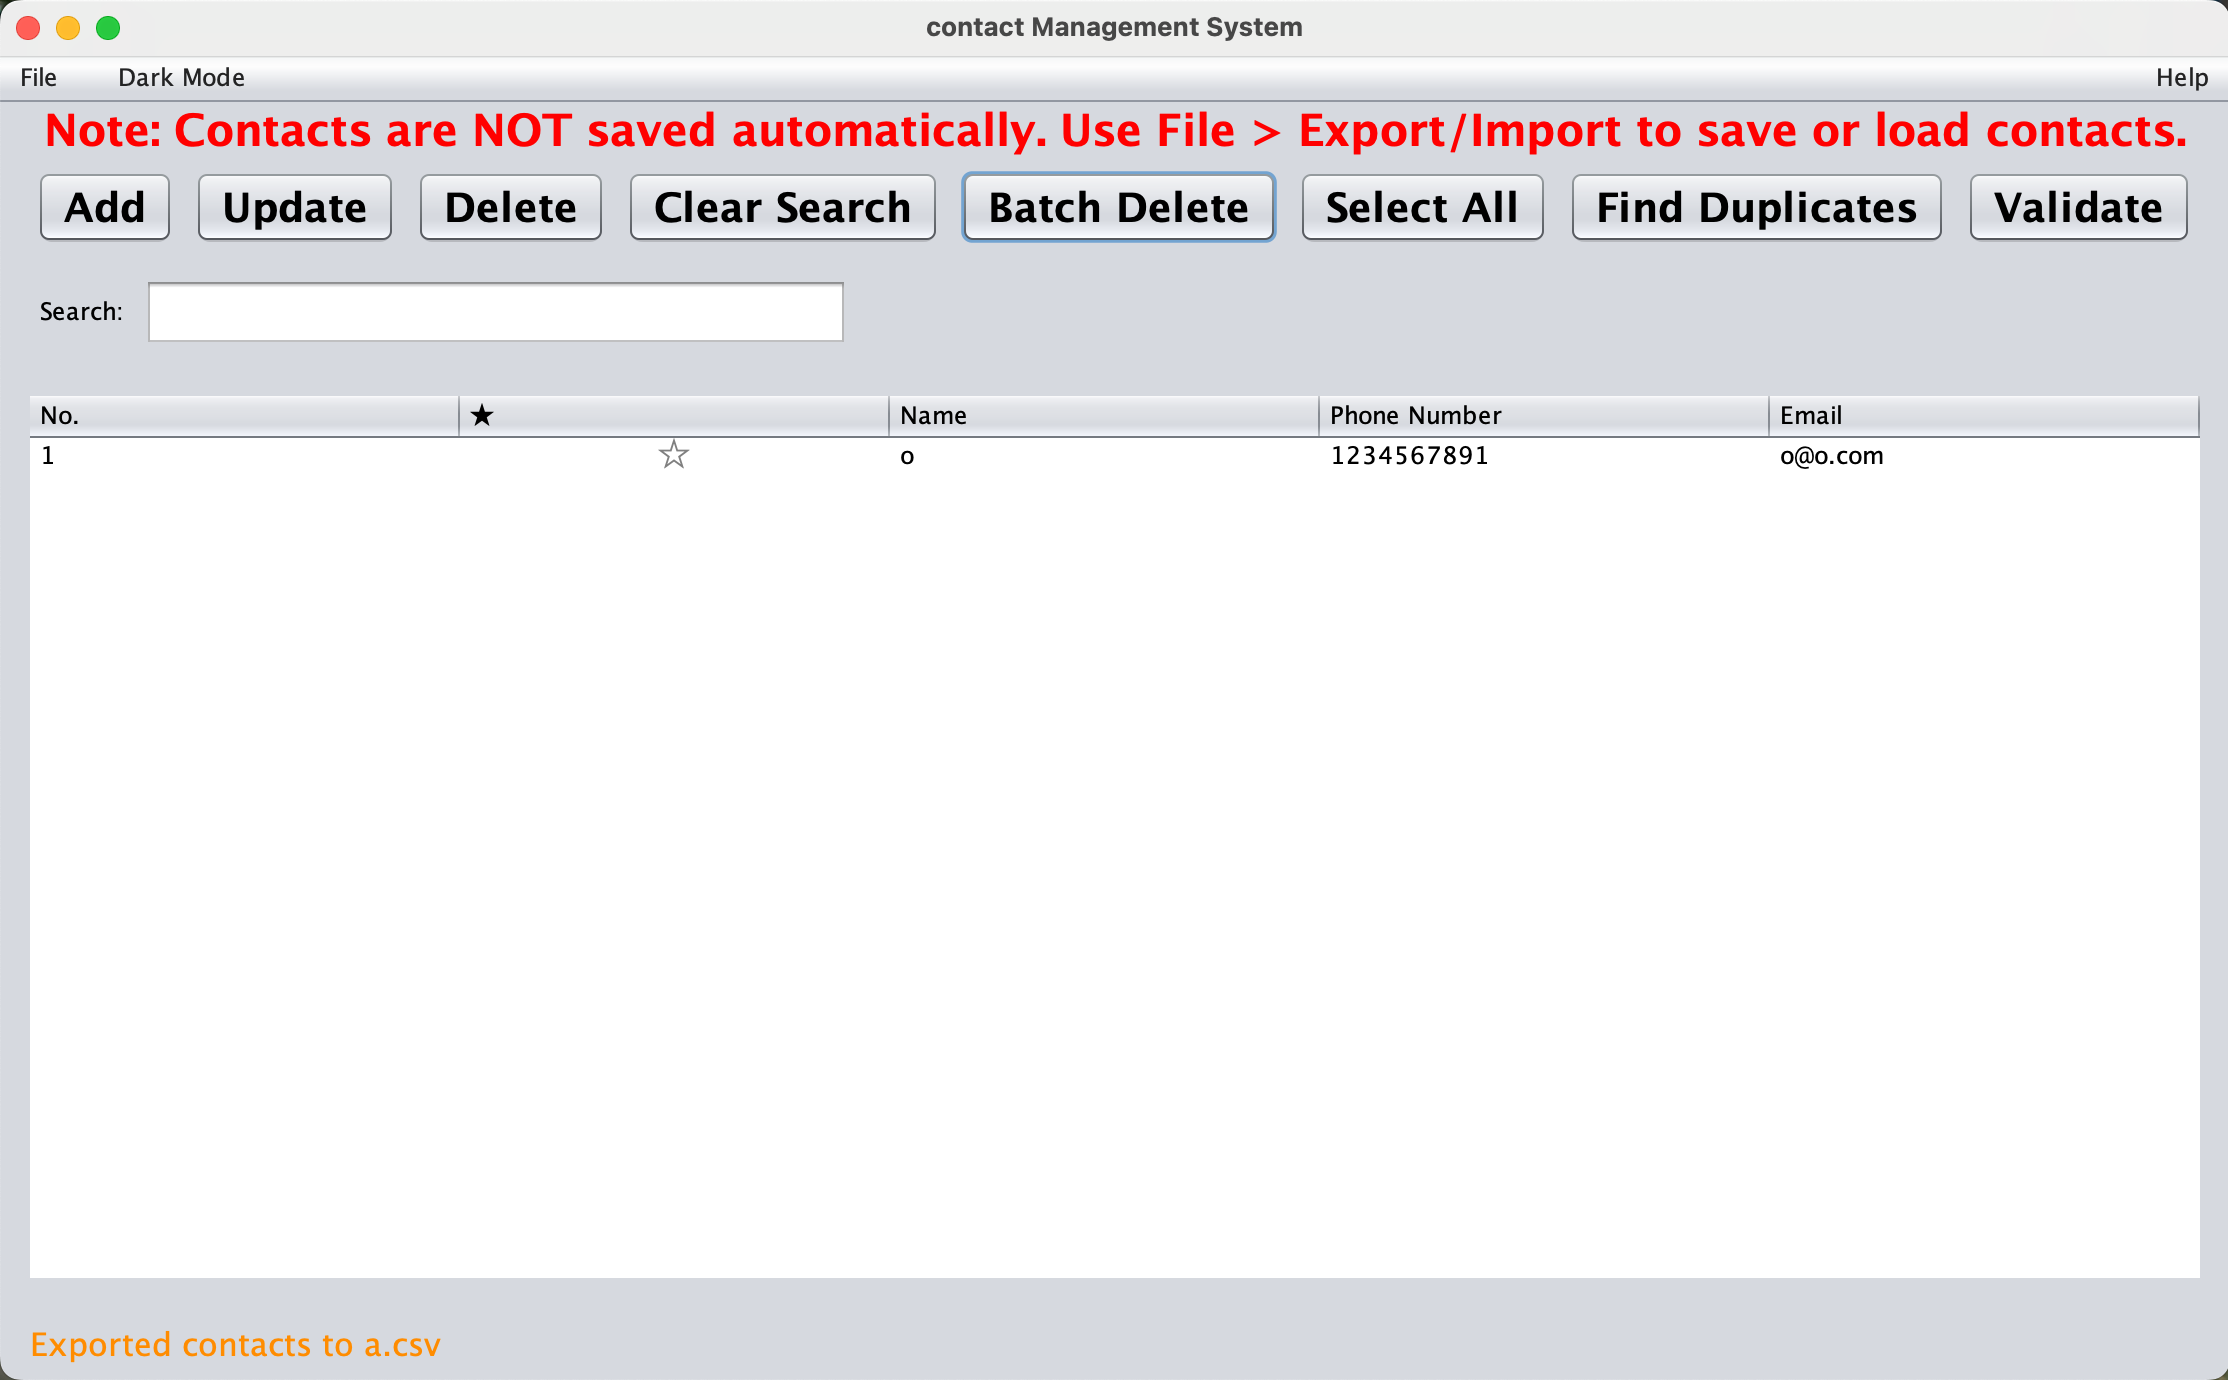 contact Management System
File Dark Mode Help
Note: Contacts are NOT saved automatically. Use File > Export/Import to save or load contacts.
Add Update Delete Clear Search Batch Delete Select All Find Duplicates Validate
Search:
No. ★ Name Phone Number Email
1 ☆ o 1234567891 o@o.com
Exported contacts to a.csv